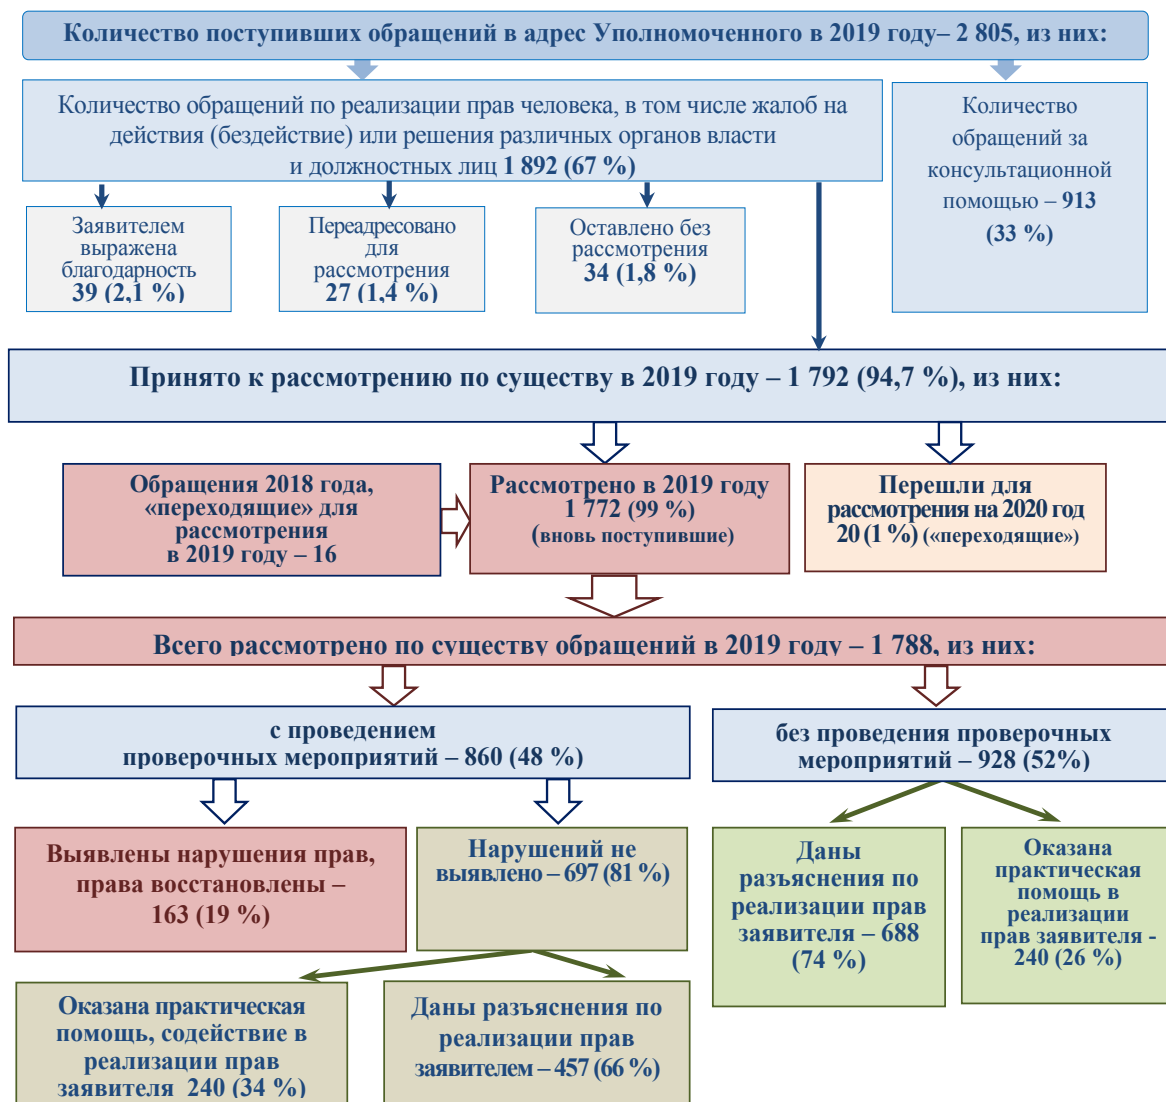 Количество поступивших обращений в адрес Уполномоченного в 2019 году– 2 805, из них:
Количество обращений по реализации прав человека, в том числе жалоб на
действия (бездействие) или решения различных органов власти
и должностных лиц 1 892 (67 %)
Количество
обращений за
консультационной
помощью – 913
(33 %)
Заявителем
выражена
благодарность
39 (2,1 %)
Переадресовано
для
рассмотрения
27 (1,4 %)
Оставлено без
рассмотрения
34 (1,8 %)
Принято к рассмотрению по существу в 2019 году – 1 792 (94,7 %), из них:
Обращения 2018 года,
«переходящие» для
рассмотрения
в 2019 году – 16
Рассмотрено в 2019 году
1 772 (99 %)
(вновь поступившие)
Перешли для
рассмотрения на 2020 год
20 (1 %) («переходящие»)
Всего рассмотрено по существу обращений в 2019 году – 1 788, из них:
с проведением
проверочных мероприятий – 860 (48 %)
без проведения проверочных
мероприятий – 928 (52%)
Выявлены нарушения прав,
права восстановлены –
163 (19 %)
Нарушений не
выявлено – 697 (81 %)
Даны
разъяснения по
реализации прав
заявителя – 688
(74 %)
Оказана
практическая
помощь в
реализации
прав заявителя -
240 (26 %)
Оказана практическая
помощь, содействие в
реализации прав
заявителя 240 (34 %)
Даны разъяснения по
реализации прав
заявителем – 457 (66 %)